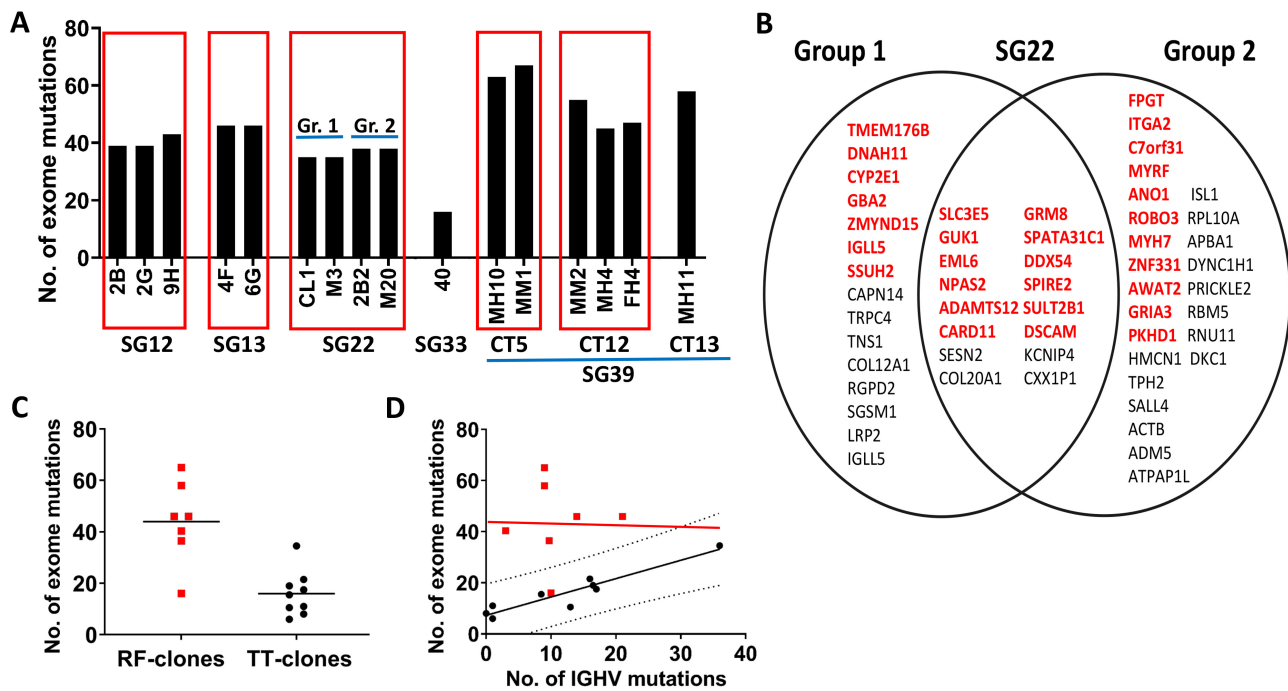 A
No. of exome mutations
80
60
40
20
0
Gr. 1
Gr. 2
2B
2G
9H
4F
6G
CL1
M3
2B2
M20
40
MH10
MM1
MM2
MH4
FH4
MH11
SG12
SG13
SG22
SG33
CT5
CT12
CT13
SG39
B
Group 1
SG22
Group 2
TMEM176B
DNAH11
CYP2E1
GBA2
ZMYND15
IGLL5
SSUH2
CAPN14
TRPC4
TNS1
COL12A1
RGPD2
SGSM1
LRP2
IGLL5
SLC3E5 GRM8
GUK1 SPATA31C1
EML6 DDX54
NPAS2 SPIRE2
ADAMTS12 SULT2B1
CARD11 DSCAM
SESN2 KCNIP4
COL20A1 CXX1P1
FPGT
ITGA2
C7orf31
MYRF
ANO1 ISL1
ROBO3 RPL10A
MYH7 APBA1
ZNF331 DYNC1H1
AWAT2 PRICKLE2
GRIA3 RBM5
PKHD1 RNU11
HMCN1 DKC1
TPH2
SALL4
ACTB
ADM5
ATPAP1L
C
No. of exome mutations
80
60
40
20
0
RF-clones
TT-clones
D
No. of exome mutations
80
60
40
20
0
0 10 20 30 40
No. of IGHV mutations